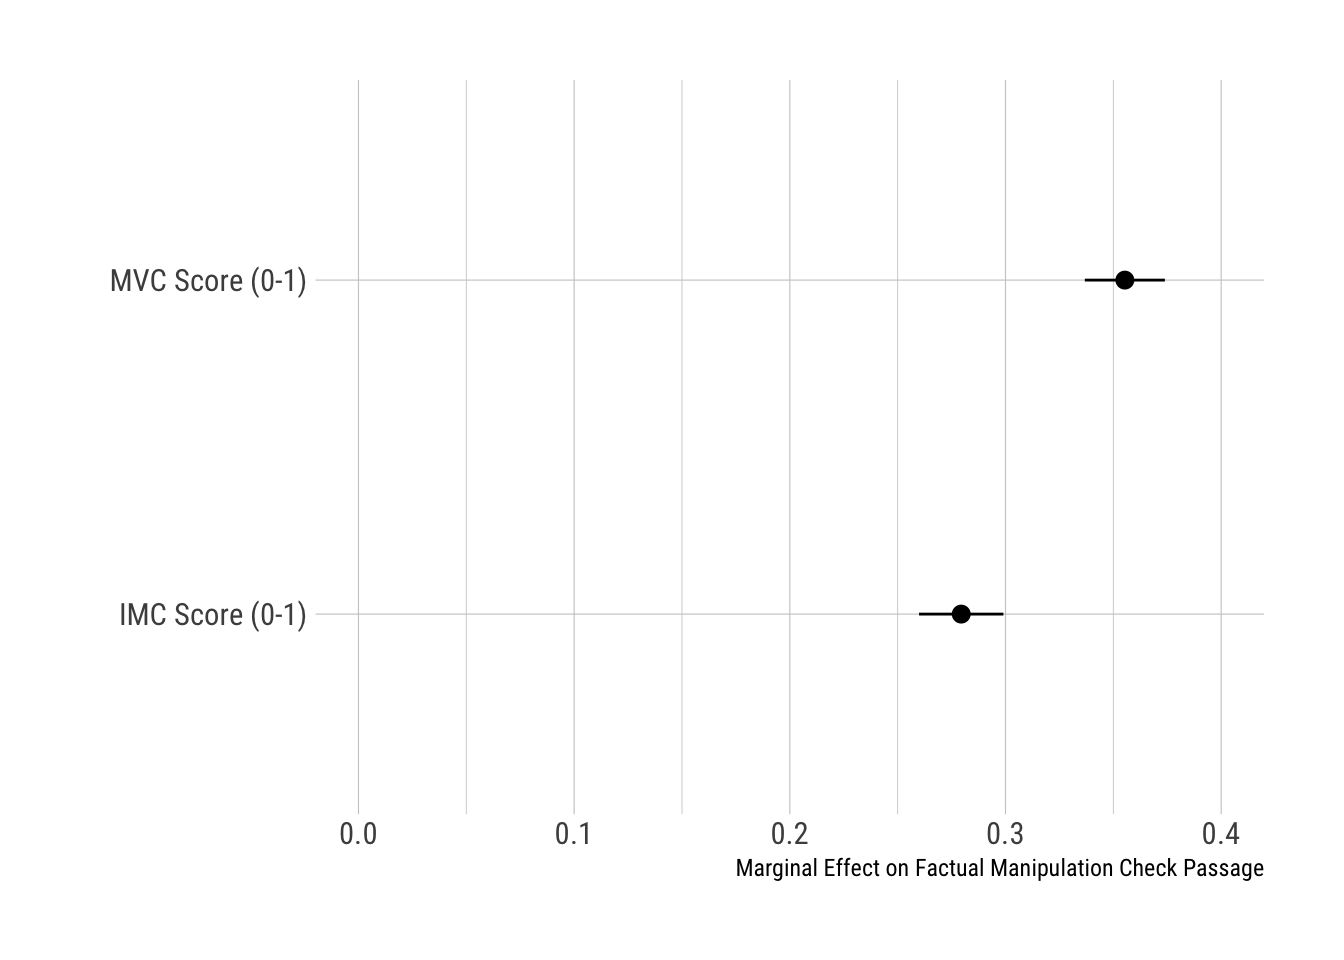 MVC Score (0-1)
IMC Score (0-1)
0.0 0.1 0.2 0.3 0.4
Marginal Effect on Factual Manipulation Check Passage